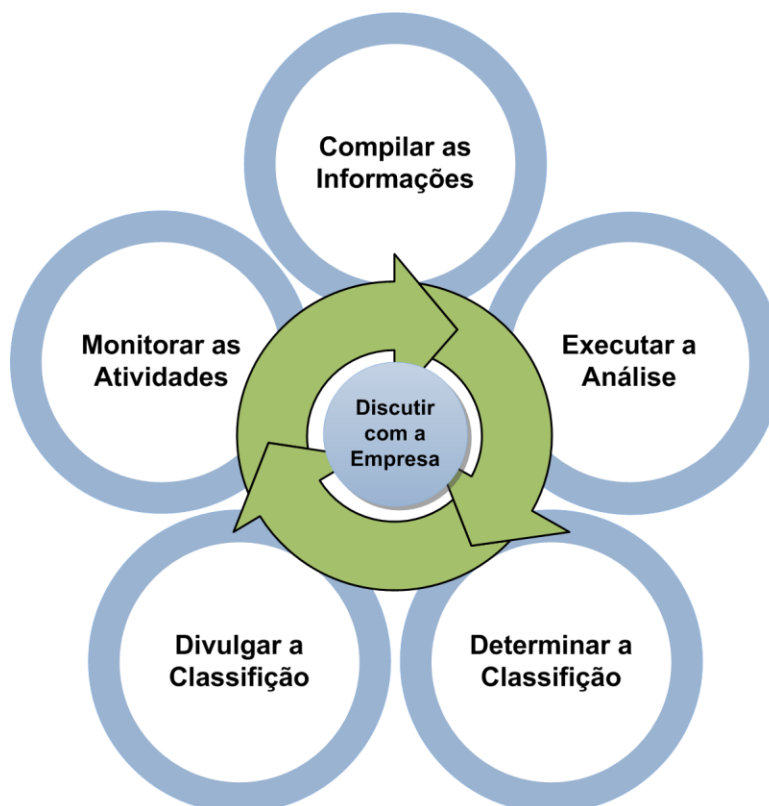 Compilar as
Informações
Executar a
Análise
Determinar a
Classifição
Divulgar a
Classifição
Monitorar as
Atividades
Discutir
com a
Empresa